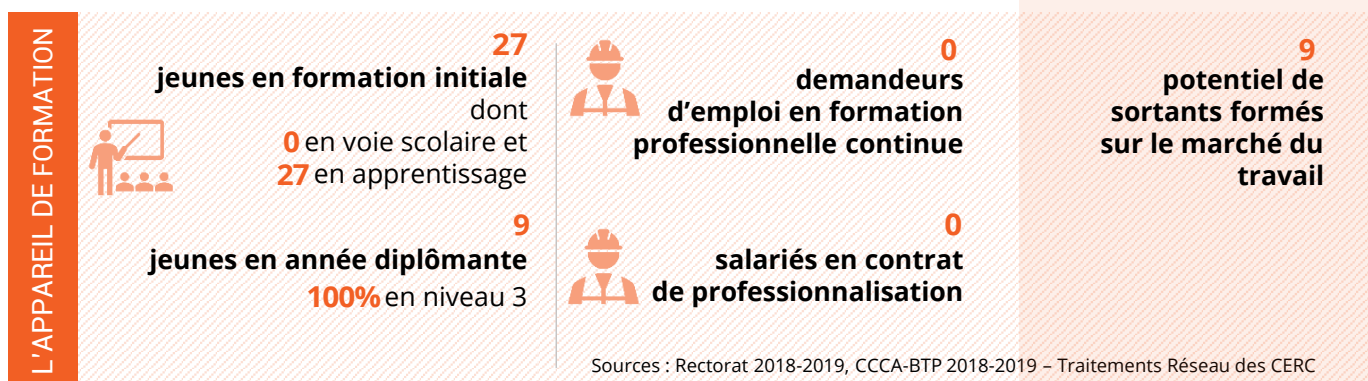 L'APPAREIL DE FORMATION
27
jeunes en formation initiale
dont
0 en voie scolaire et
27 en apprentissage
9
jeunes en année diplômante
100% en niveau 3
0
demandeurs
d'emploi en formation
professionnelle continue
0
salariés en contrat
de professionnalisation
9
potentiel de
sortants formés
sur le marché du
travail
Sources : Rectorat 2018-2019, CCCA-BTP 2018-2019 – Traitements Réseau des CERC